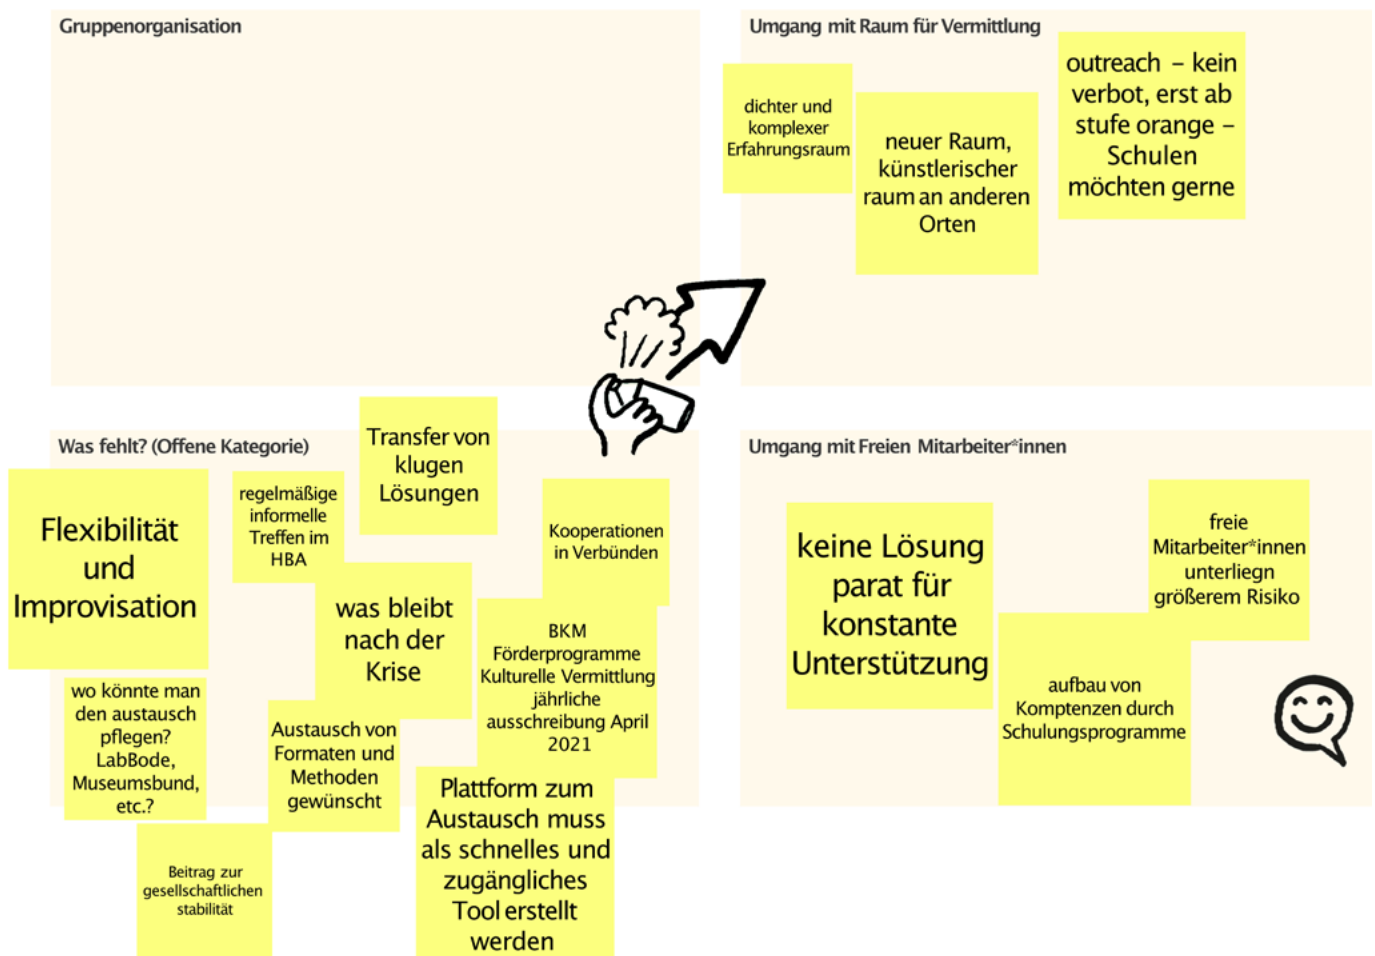 Gruppenorganisation
Umgang mit Raum für Vermittlung
dichter und
komplexer
Erfahrungsraum
neuer Raum,
künstlerischer
raum an anderen
Orten
outreach – kein
verbot, erst ab
stufe orange –
Schulen
möchten gerne
Was fehlt? (Offene Kategorie)
Flexibilität
und
Improvisation
regelmäßige
informelle
Treffen im
HBA
Transfer von
klugen
Lösungen
Kooperationen
in Verbünden
was bleibt
nach der
Krise
BKM
Förderprogramme
Kulturelle Vermittlung
jährliche
ausschreibung April
2021
wo könnte man
den austausch
pflegen?
LabBode,
Museumsbund,
etc.?
Austausch von
Formaten und
Methoden
gewünscht
Plattform zum
Austausch muss
als schnelles und
zugängliches
Tool erstellt
werden
Beitrag zur
gesellschaftlichen
stabilität
Umgang mit Freien Mitarbeiter*innen
keine Lösung
parat für
konstante
Unterstützung
freie
Mitarbeiter*innen
unterliegn
größerem Risiko
aufbau von
Komptenzen durch
Schulungsprogramme